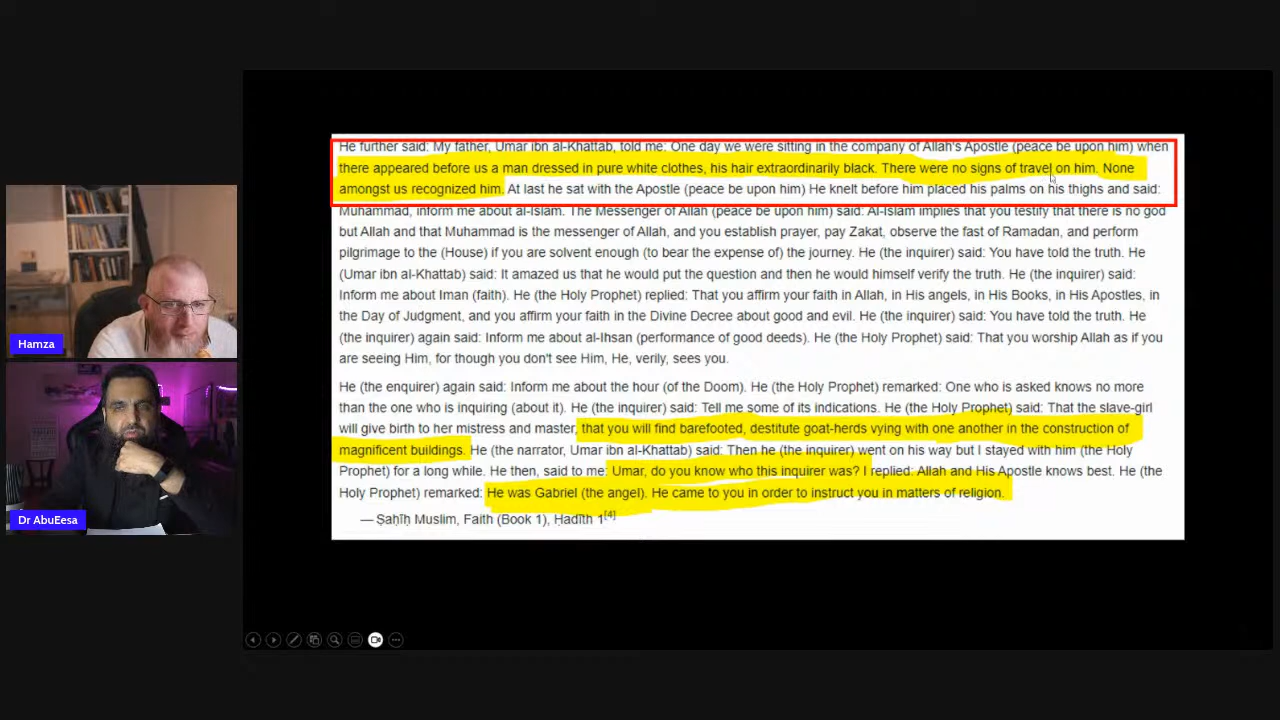 He further said: My father, Umar ibn al-Khattab, told me: One day we were sitting in the company of Allah's Apostle (peace be upon him) when
there appeared before us a man dressed in pure white clothes, his hair extraordinarily black. There were no signs of travel on him. None
amongst us recognized him. At last he sat with the Apostle (peace be upon him) He knelt before him placed his palms on his thighs and said:
Muhammad, inform me about al-Islam. The Messenger of Allah (peace be upon him) said: Al-Islam implies that you testify that there is no god
but Allah and that Muhammad is the messenger of Allah, and you establish prayer, pay Zakat, observe the fast of Ramadan, and perform
pilgrimage to the (House) if you are solvent enough (to bear the expense of) the journey. He (the inquirer) said: You have told the truth. He
(Umar ibn al-Khattab) said: It amazed us that he would put the question and then he would himself verify the truth. He (the inquirer) said:
Inform me about Iman (faith). He (the Holy Prophet) replied: That you affirm your faith in Allah, in His angels, in His Books, in His Apostles, in
the Day of Judgment, and you affirm your faith in the Divine Decree about good and evil. He (the inquirer) said: You have told the truth. He
(the inquirer) again said: Inform me about al-Ihsan (performance of good deeds). He (the Holy Prophet) said: That you worship Allah as if you
are seeing Him, for though you don't see Him, He, verily, sees you.
He (the enquirer) again said: Inform me about the hour (of the Doom). He (the Holy Prophet) remarked: One who is asked knows no more
than the one who is inquiring (about it). He (the inquirer) said: Tell me some of its indications. He (the Holy Prophet) said: That the slave-girl
will give birth to her mistress and master, that you will find barefooted, destitute goat-herds vying with one another in the construction of
magnificent buildings. He (the narrator, Umar ibn al-Khattab) said: Then he (the inquirer) went on his way but I stayed with him (the Holy
Prophet) for a long while. He then, said to me: Umar, do you know who this inquirer was? I replied: Allah and His Apostle knows best. He (the
Holy Prophet) remarked: He was Gabriel (the angel). He came to you in order to instruct you in matters of religion.
— Ṣaḥīḥ Muslim, Faith (Book 1), Ḥadīth 1[4]
Hamza
Dr AbuEesa